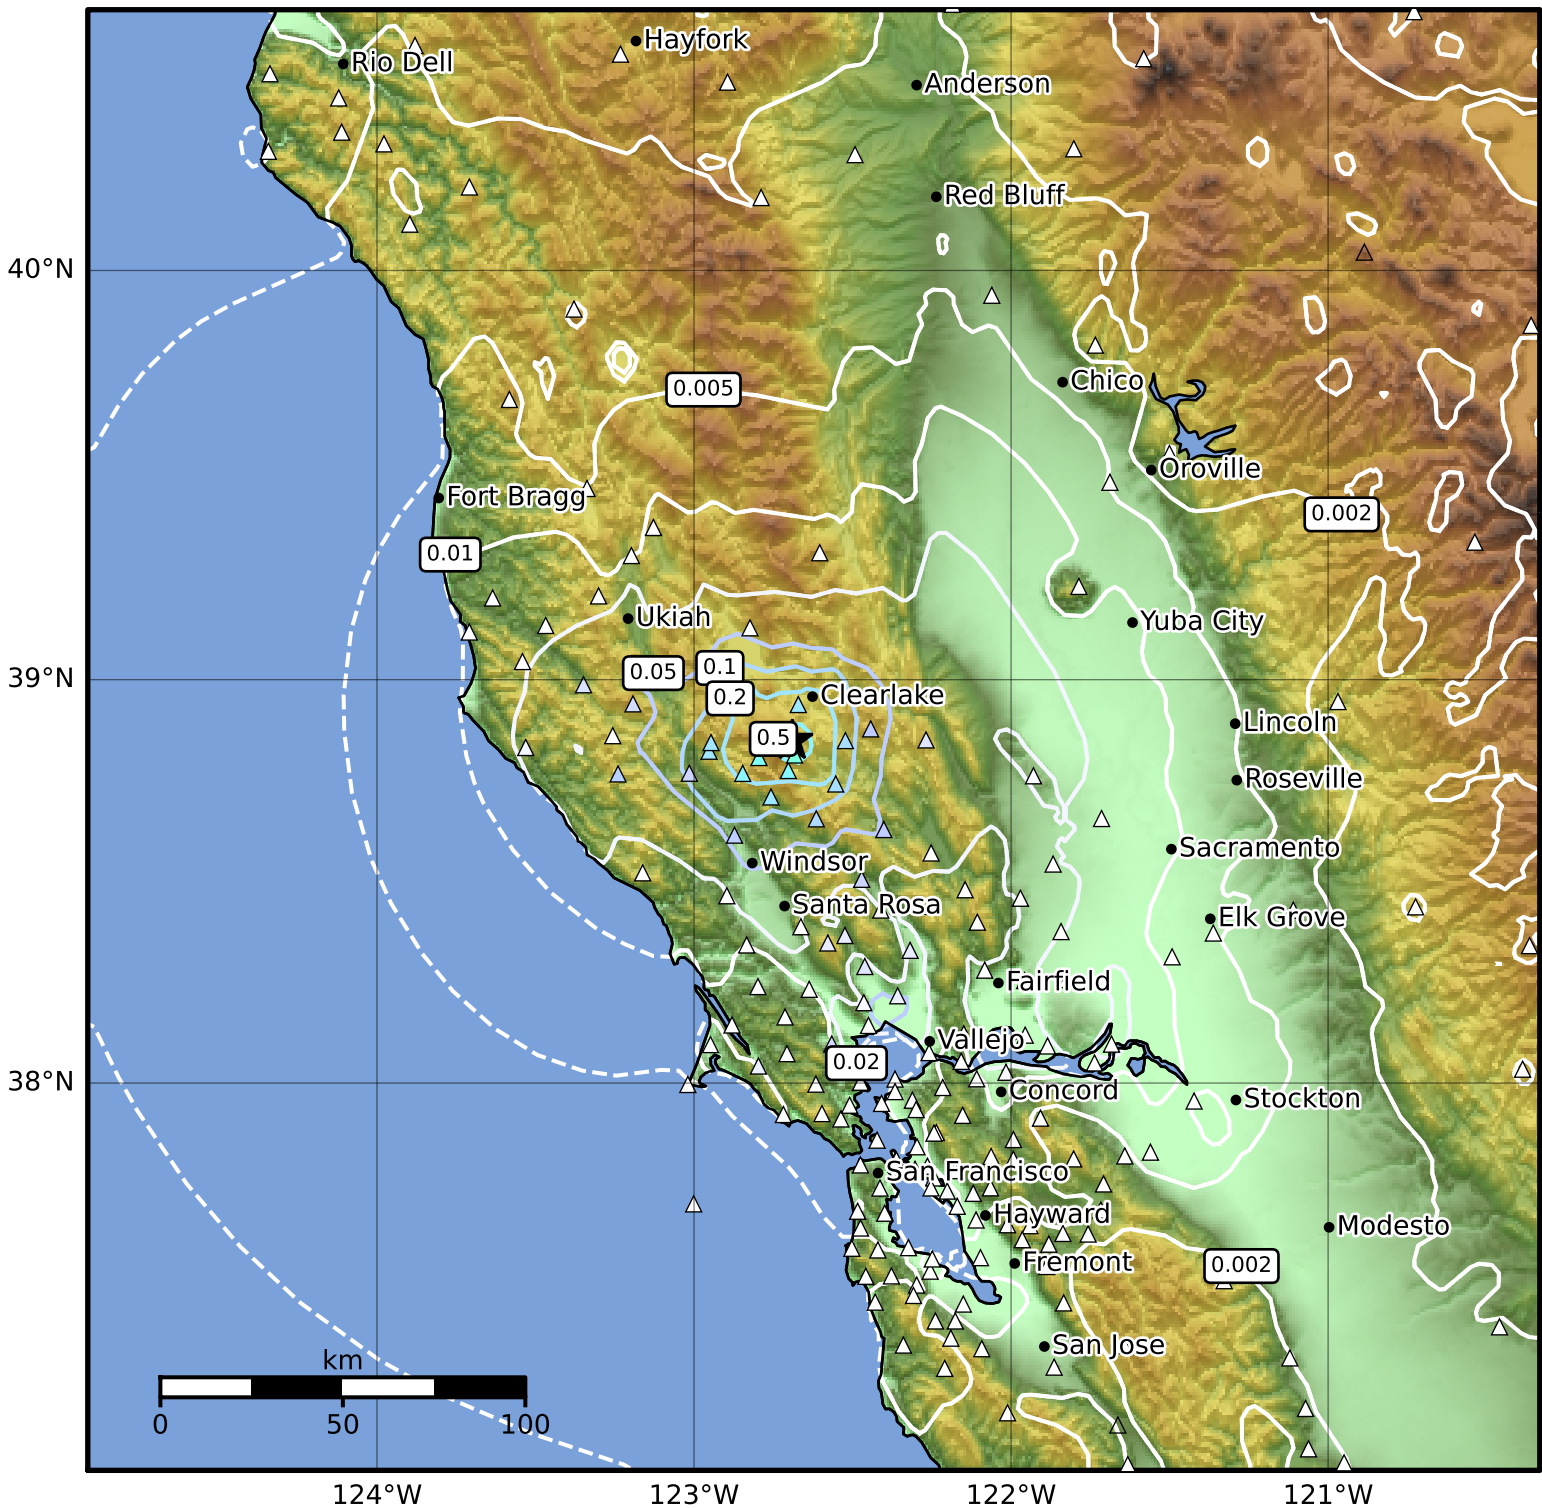 Hayfork
Rio Dell
Anderson
Red Bluff
40°N
0.005
Chico
Oroville
Fort Bragg
0.002
0.01
Ukiah
Yuba City
0.1
0.05
39°N
0.2
Clearlake
Lincoln
0.5
Roseville
Sacramento
Windsor
Santa Rosa
Elk Grove
Fairfield
Vallejo
0.02
38°N
Concord
Stockton
San Francisco
Hayward
Modesto
Fremont
0.002
San Jose
km
0 50 100
124°W 123°W 122°W 121°W